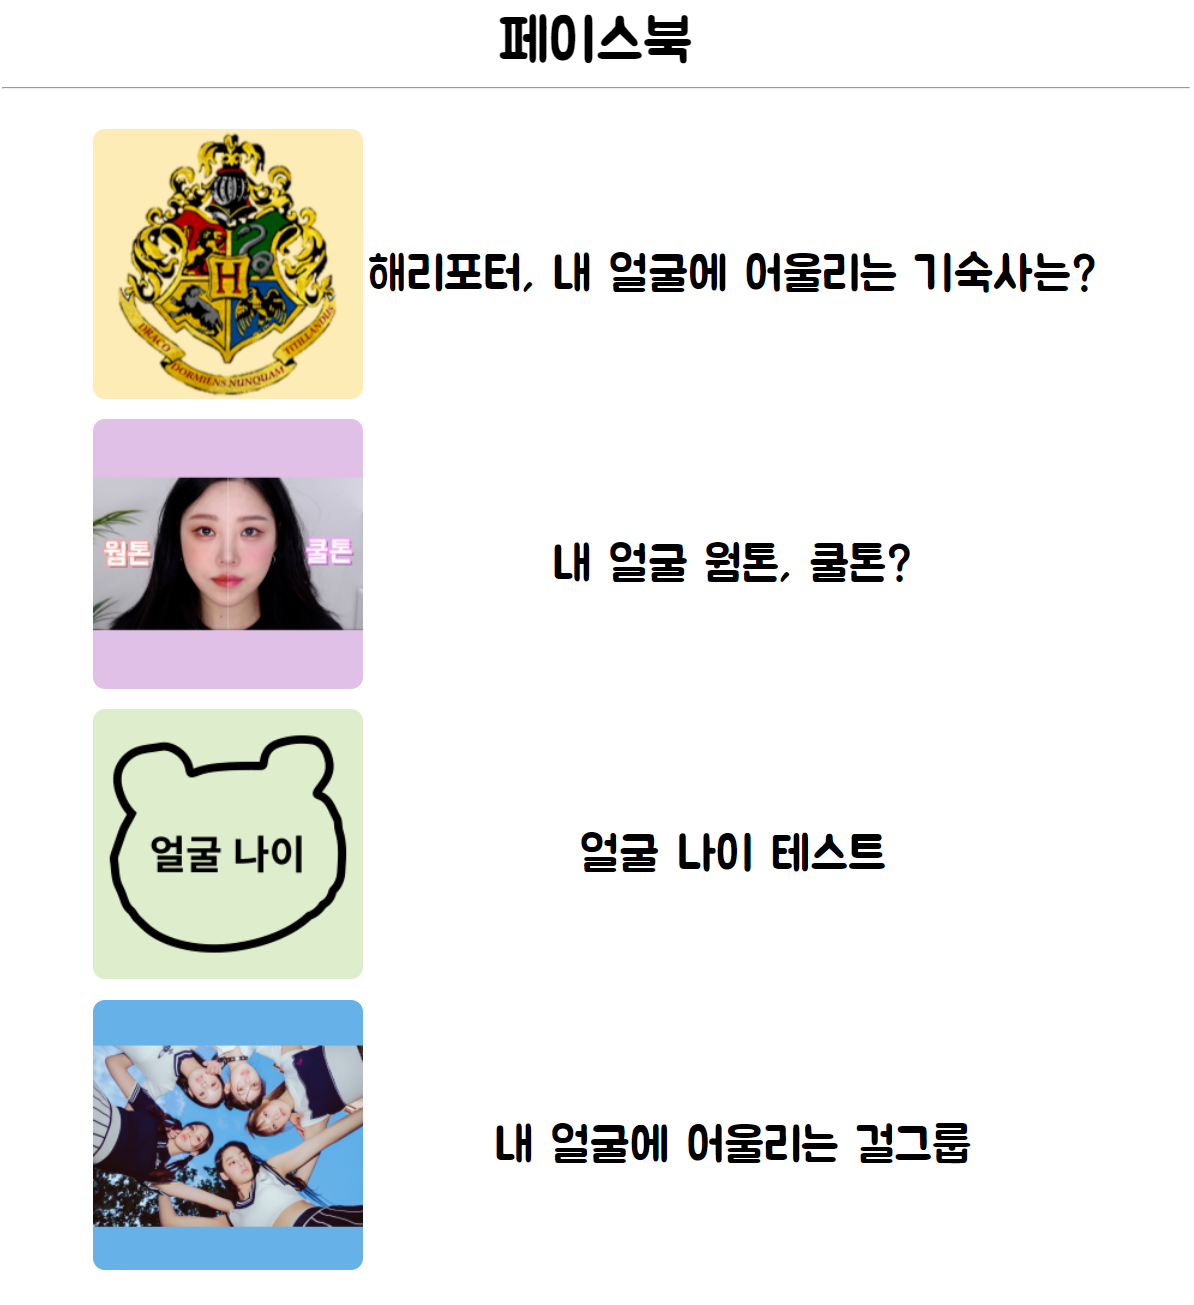 페이스북
H
DRACO DORMIENS NUNQUAM TITILLANDUS
해리포터, 내 얼굴에 어울리는 기숙사는?
웜톤
쿨톤
내 얼굴 웜톤, 쿨톤?
얼굴 나이
얼굴 나이 테스트
내 얼굴에 어울리는 걸그룹